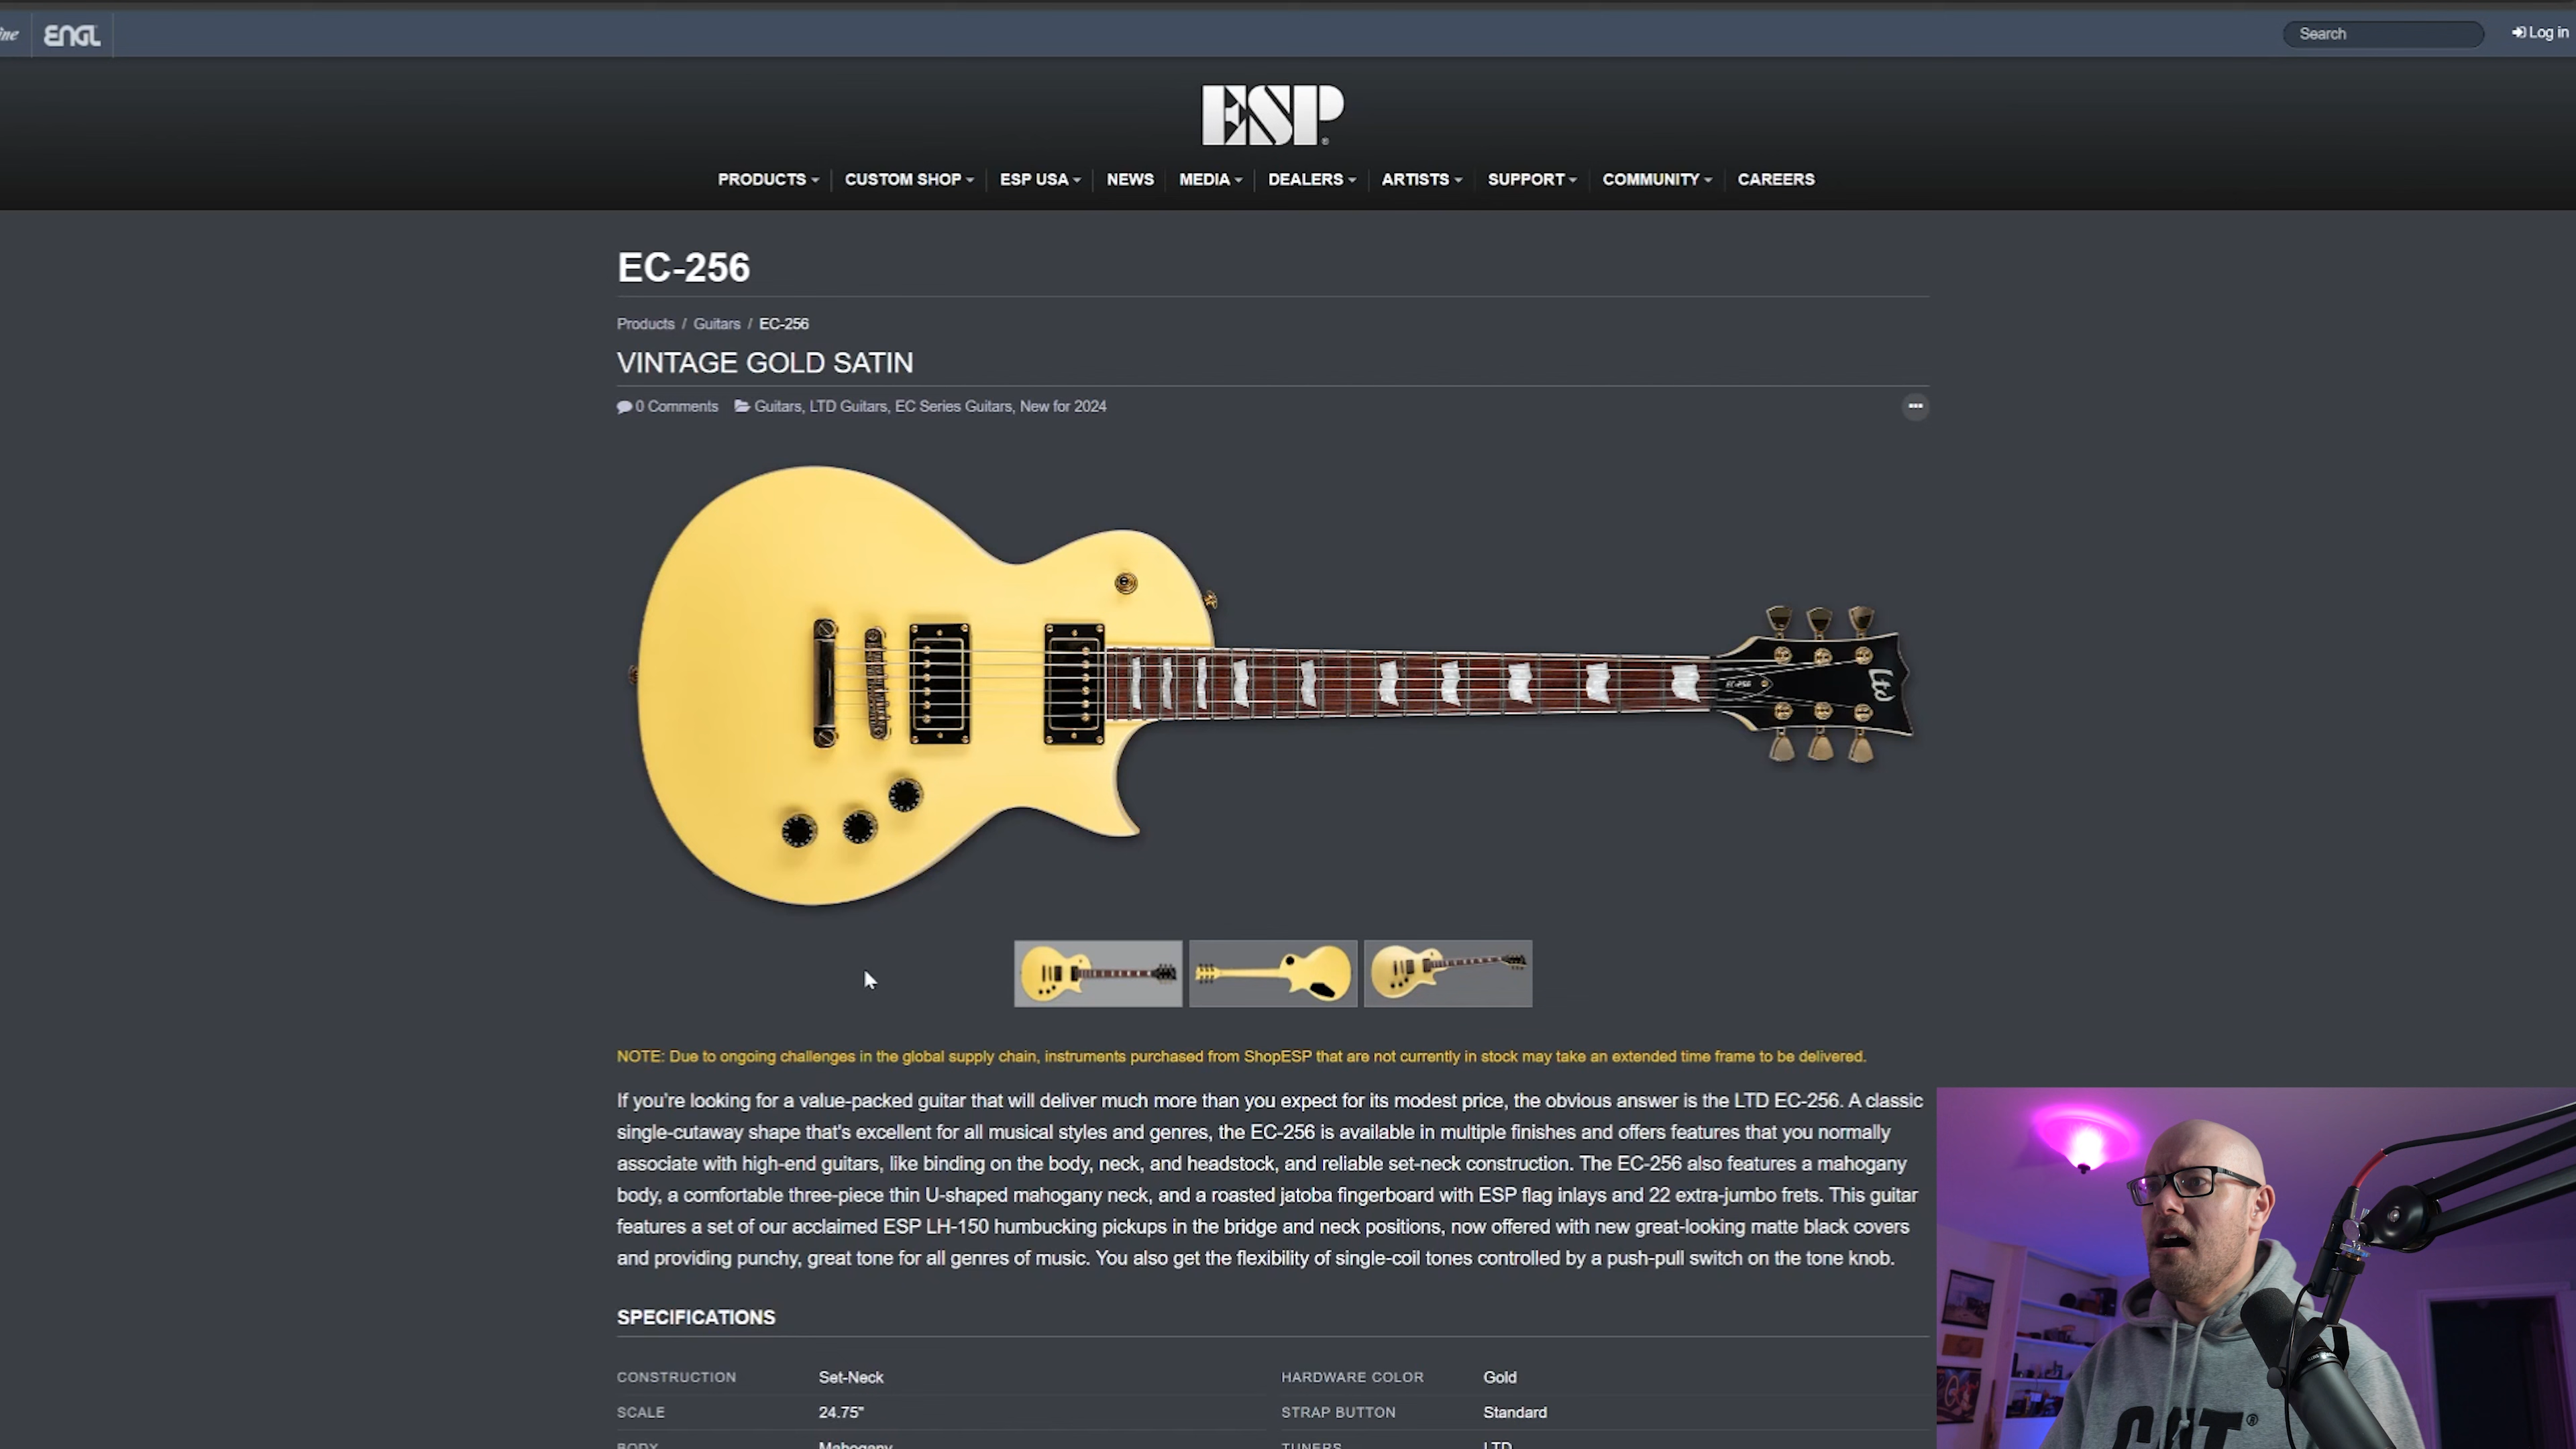 ine
ENGL
Search
Log in
ESP®
PRODUCTS
CUSTOM SHOP
ESP USA
NEWS
MEDIA
DEALERS
ARTISTS
SUPPORT
COMMUNITY
CAREERS
EC-256
Products / Guitars / EC-256
VINTAGE GOLD SATIN
0 Comments
Guitars, LTD Guitars, EC Series Guitars, New for 2024
EC-256
Ltd
NOTE: Due to ongoing challenges in the global supply chain, instruments purchased from ShopESP that are not currently in stock may take an extended time frame to be delivered.
If you're looking for a value-packed guitar that will deliver much more than you expect for its modest price, the obvious answer is the LTD EC-256. A classic
single-cutaway shape that's excellent for all musical styles and genres, the EC-256 is available in multiple finishes and offers features that you normally
associate with high-end guitars, like binding on the body, neck, and headstock, and reliable set-neck construction. The EC-256 also features a mahogany
body, a comfortable three-piece thin U-shaped mahogany neck, and a roasted jatoba fingerboard with ESP flag inlays and 22 extra-jumbo frets. This guitar
features a set of our acclaimed ESP LH-150 humbucking pickups in the bridge and neck positions, now offered with new great-looking matte black covers
and providing punchy, great tone for all genres of music. You also get the flexibility of single-coil tones controlled by a push-pull switch on the tone knob.
SPECIFICATIONS
CONSTRUCTION Set-Neck
HARDWARE COLOR Gold
SCALE 24.75"
STRAP BUTTON Standard
BODY Mahogany
TUNERS LTD
CAT®